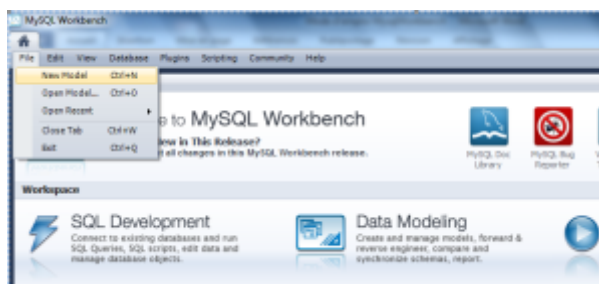 MySQL Workbench
File Edit View Database Plugins Scripting Community Help
New Model Ctrl+N
Open Model... Ctrl+O
Open Recent
Close Tab Ctrl+W
Exit Ctrl+Q
e to MySQL Workbench
ew in This Release?
t all changes in this MySQL Workbench release.
MySQL Doc
Library
MySQL Bug
Reporter
Workspace
SQL Development
Connect to existing databases and run
SQL Queries, SQL scripts, edit data and
manage database objects.
Data Modeling
Create and manage models, forward &
reverse engineer, compare and
synchronize schemas, report.